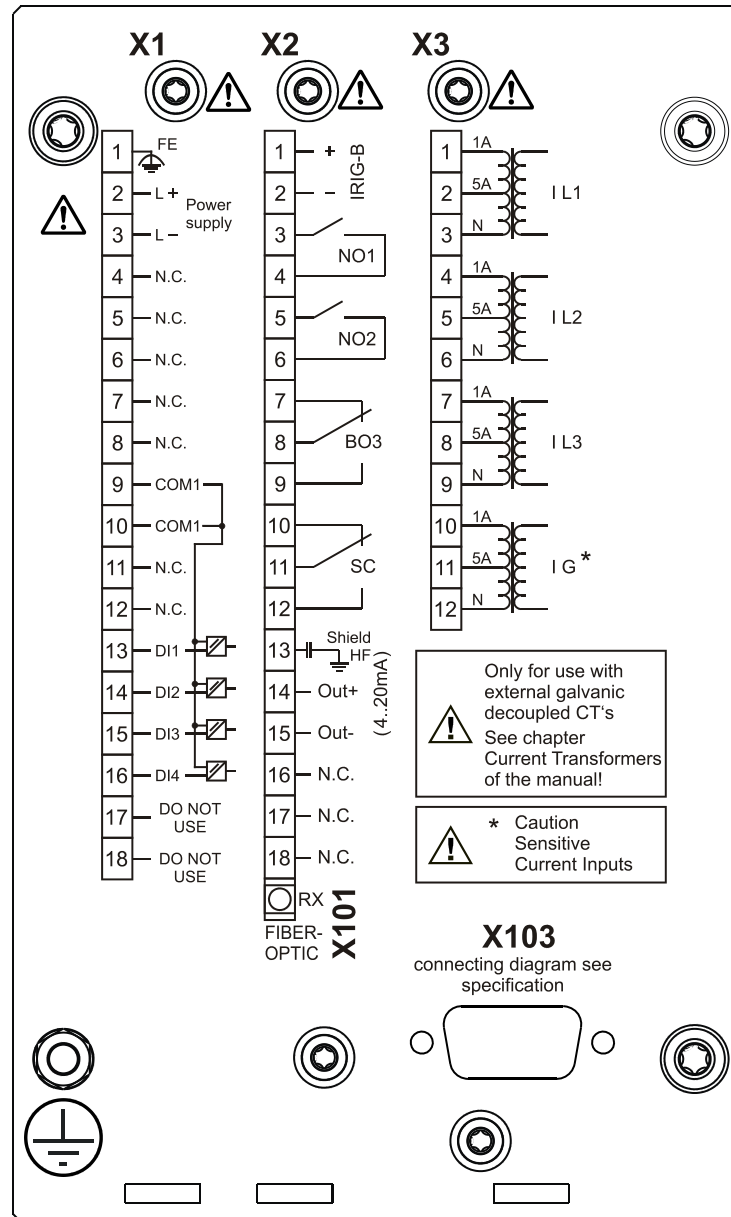 X1
X2
X3
1 FE
2 L +
Power
supply
3 L –
4 N.C.
5 N.C.
6 N.C.
7 N.C.
8 N.C.
9 COM1
10 COM1
11 N.C.
12 N.C.
13 DI1
14 DI2
15 DI3
16 DI4
17 DO NOT
USE
18 DO NOT
USE
1 +
2 –
IRIG-B
3
NO1
4
5
NO2
6
7
8 BO3
9
10
11 SC
12
13 Shield
HF
14 Out+
15 Out-
(4..20mA)
16 N.C.
17 N.C.
18 N.C.
RX
FIBER-
OPTIC
X101
1 1A
2 5A I L1
3 N
4 1A
5 5A I L2
6 N
7 1A
8 5A I L3
9 N
10 1A
11 5A I G *
12 N
Only for use with
external galvanic
decoupled CT‘s
See chapter
Current Transformers
of the manual!
* Caution
Sensitive
Current Inputs
X103
connecting diagram see
specification